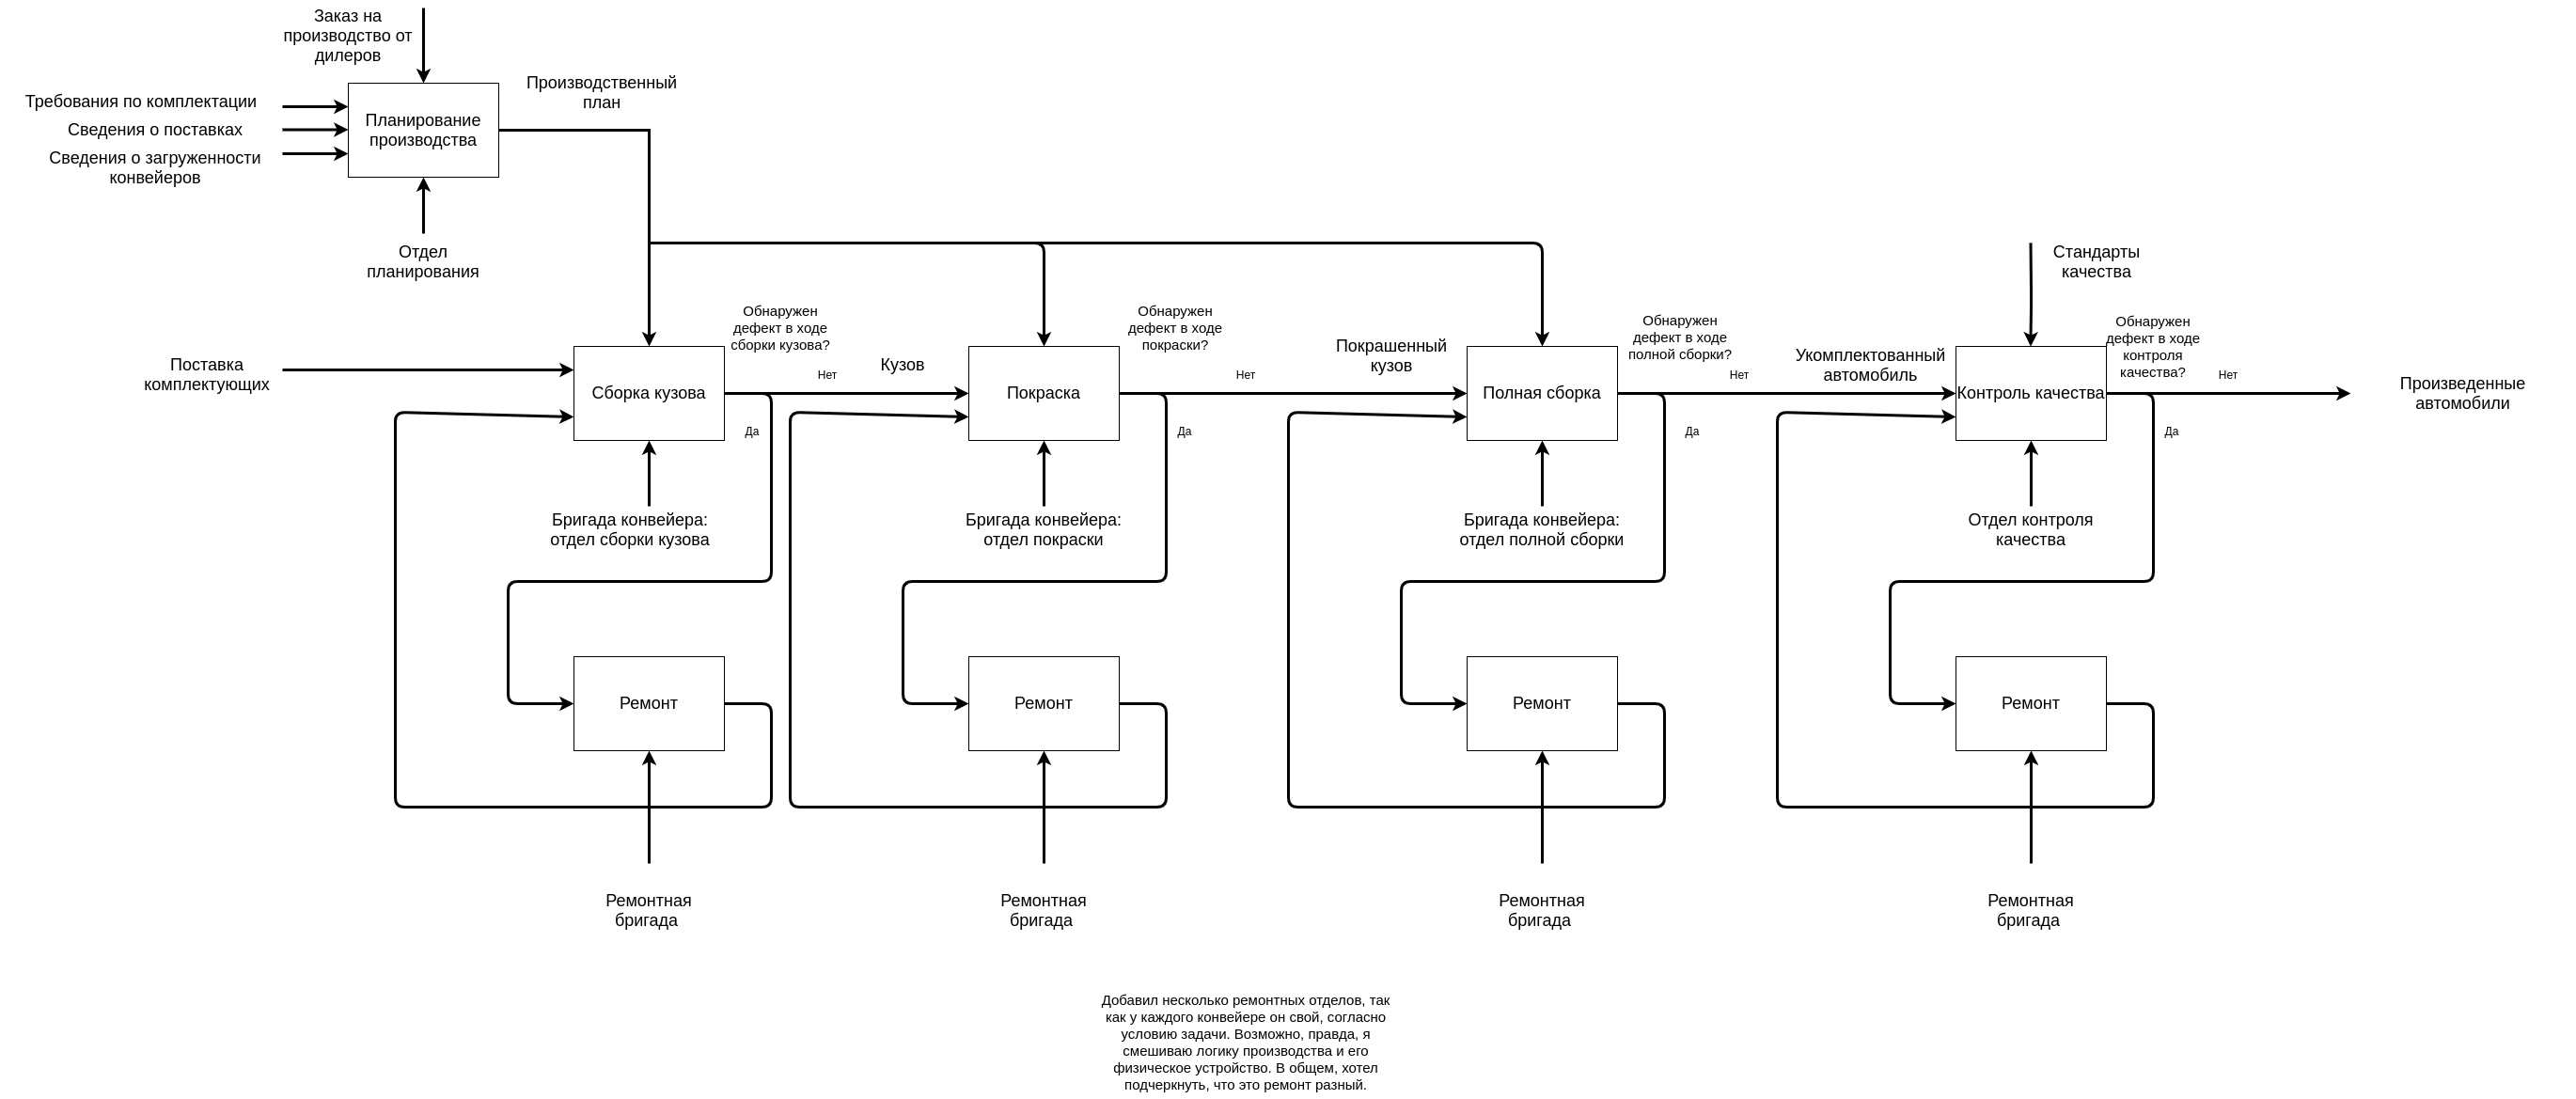 Заказ на
производство от
дилеров
Требования по комплектации
Сведения о поставках
Сведения о загруженности
конвейеров
Планирование
производства
Производственный
план
Отдел
планирования
Стандарты
качества
Поставка
комплектующих
Сборка кузова
Обнаружен
дефект в ходе
сборки кузова?
Нет
Да
Кузов
Покраска
Обнаружен
дефект в ходе
покраски?
Нет
Да
Покрашенный
кузов
Полная сборка
Обнаружен
дефект в ходе
полной сборки?
Нет
Да
Укомплектованный
автомобиль
Контроль качества
Обнаружен
дефект в ходе
контроля
качества?
Нет
Да
Произведенные
автомобили
Бригада конвейера:
отдел сборки кузова
Бригада конвейера:
отдел покраски
Бригада конвейера:
отдел полной сборки
Отдел контроля
качества
Ремонт
Ремонт
Ремонт
Ремонт
Ремонтная
бригада
Ремонтная
бригада
Ремонтная
бригада
Ремонтная
бригада
Добавил несколько ремонтных отделов, так
как у каждого конвейере он свой, согласно
условию задачи. Возможно, правда, я
смешиваю логику производства и его
физическое устройство. В общем, хотел
подчеркнуть, что это ремонт разный.